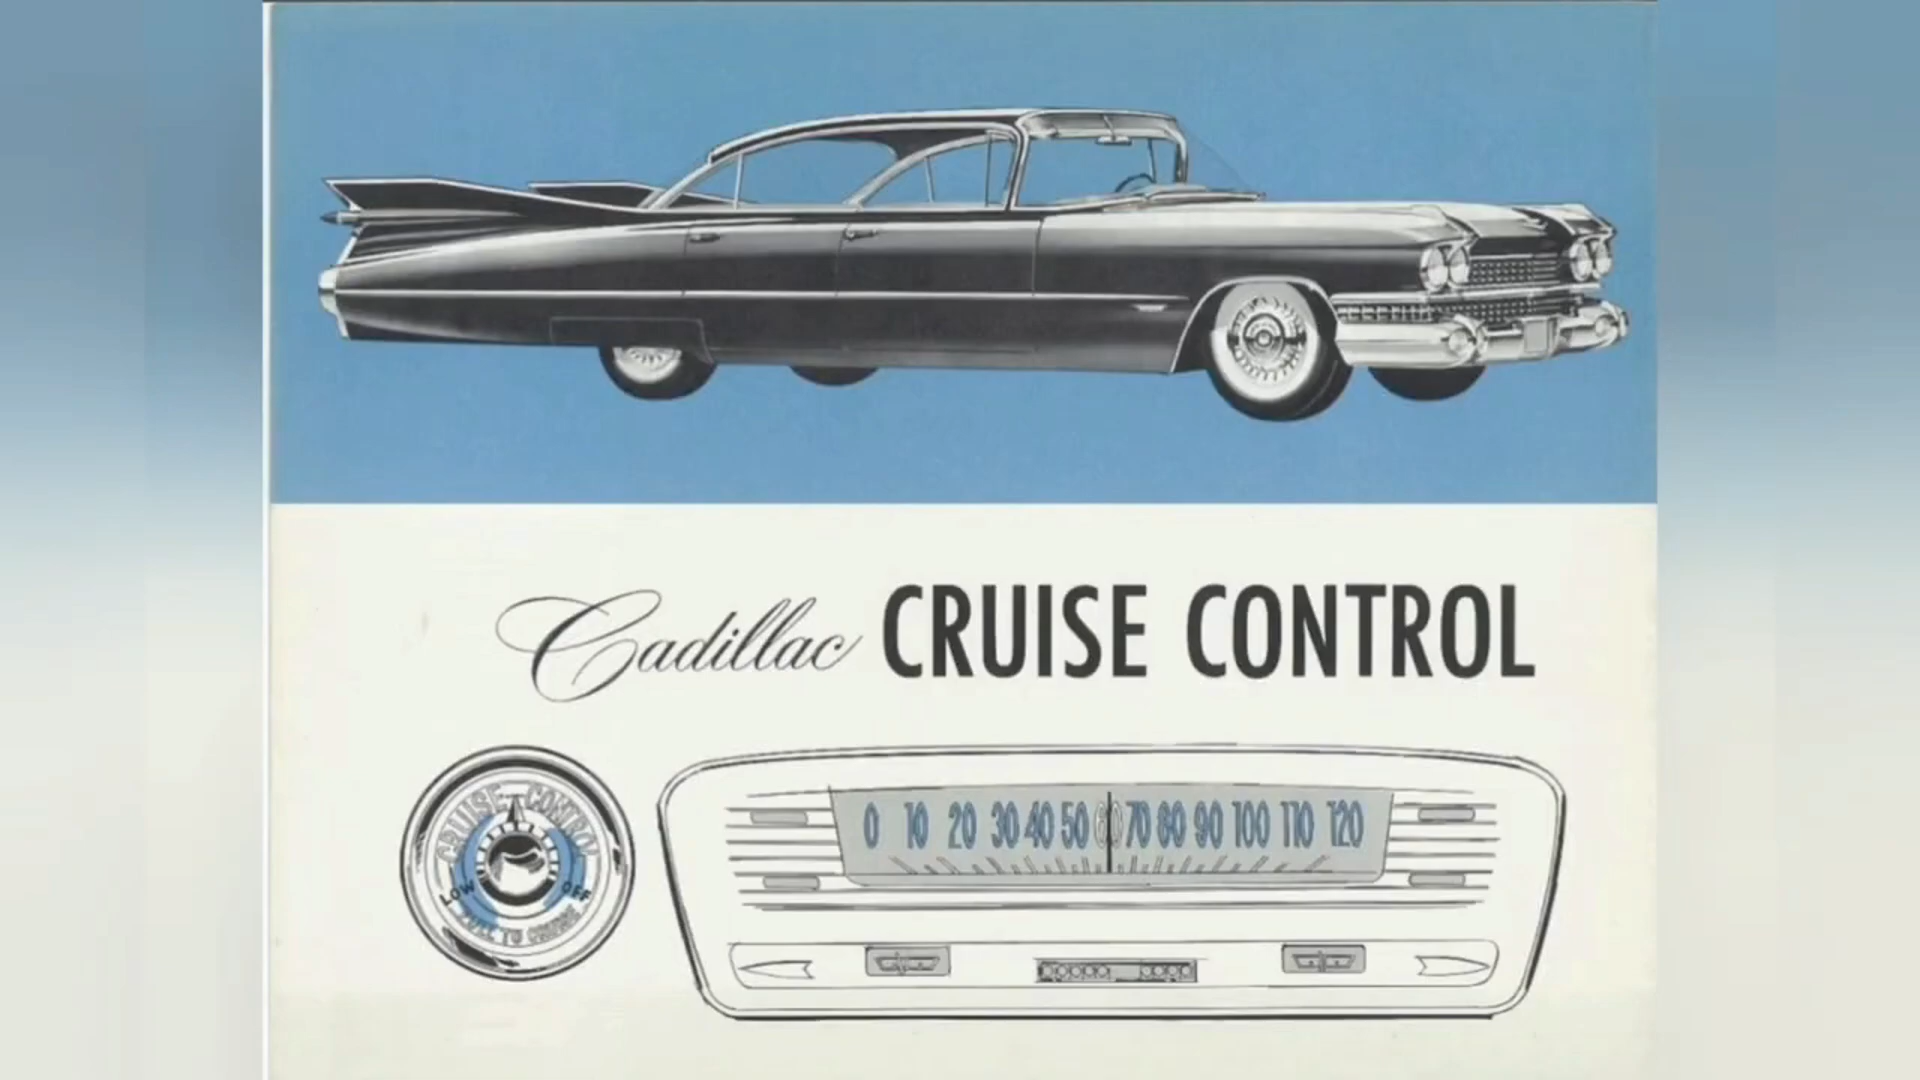 Cadillac CRUISE CONTROL
CRUISE CONTROL
LOW OFF
PULL TO CRUISE
0 10 20 30 40 50 60 70 80 90 100 110 120